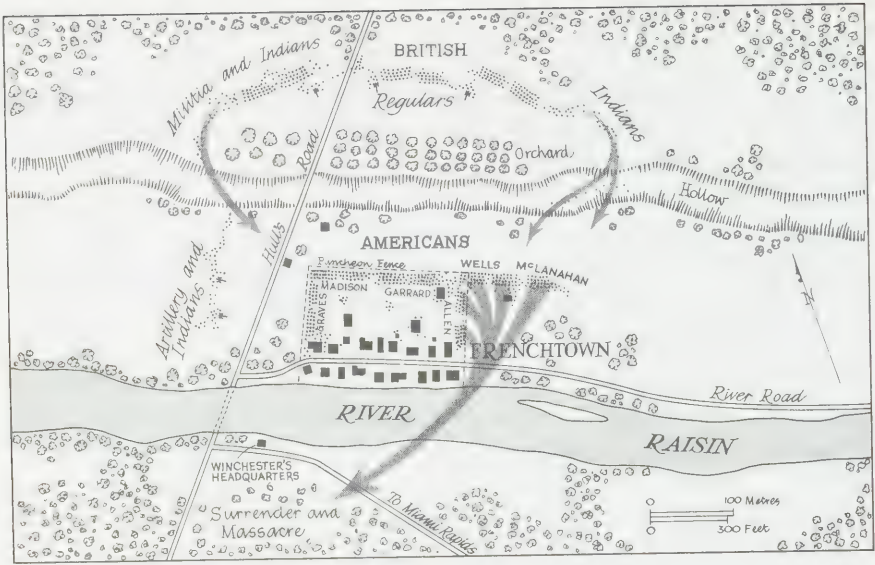 BRITISH
Militia and Indians
Regulars
Indians
Orchard
Road
Hollow
Hulls
AMERICANS
Puncheon Fence
WELLS
McLANAHAN
MADISON
GARRARD
GRAVES
ALLEN
Artillery and
Indians
N
FRENCHTOWN
River Road
RIVER
RAISIN
WINCHESTER'S
HEADQUARTERS
To Miami Rapids
Surrender and
Massacre
0
100 Metres
0
300 Feet